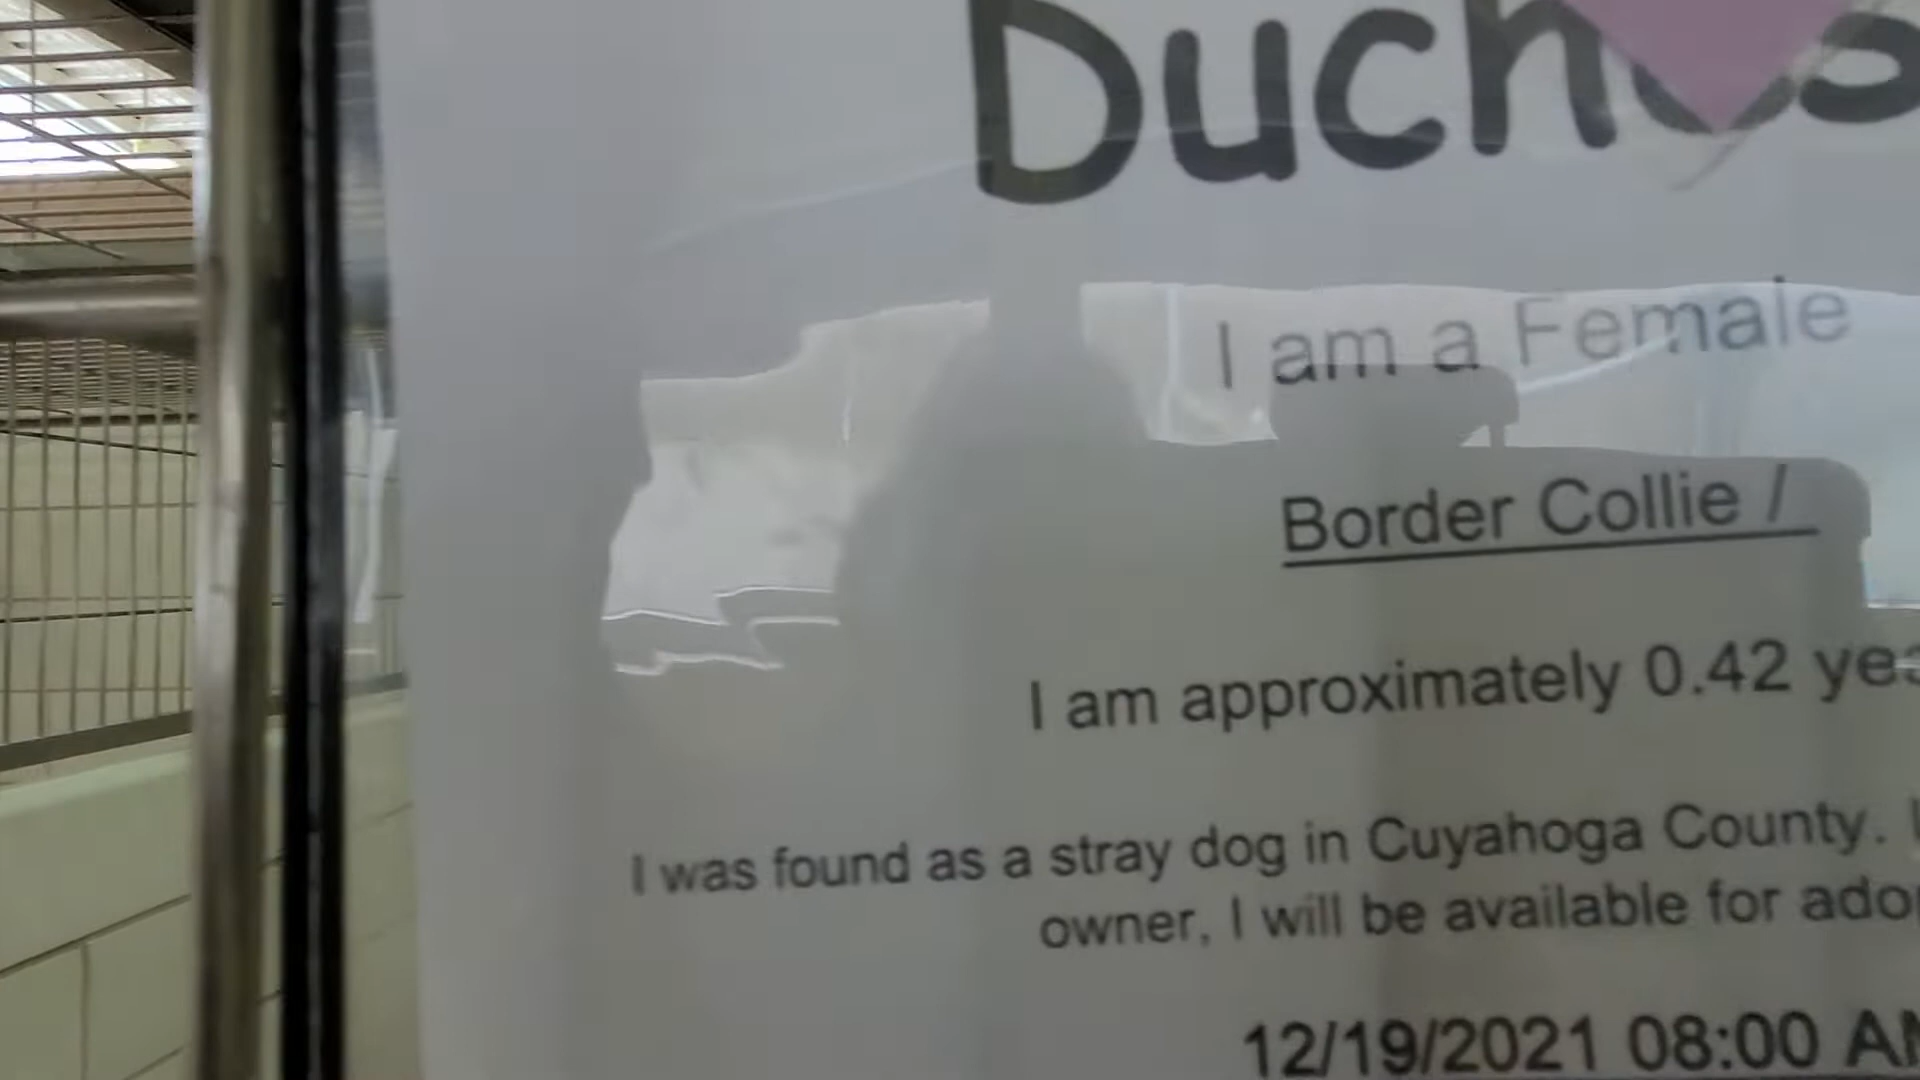 I am a Female
Border Collie /
I am approximately 0.42
I was found as a stray dog in Cuyahoga County.
owner, I will be available for
12/19/2021 08:00